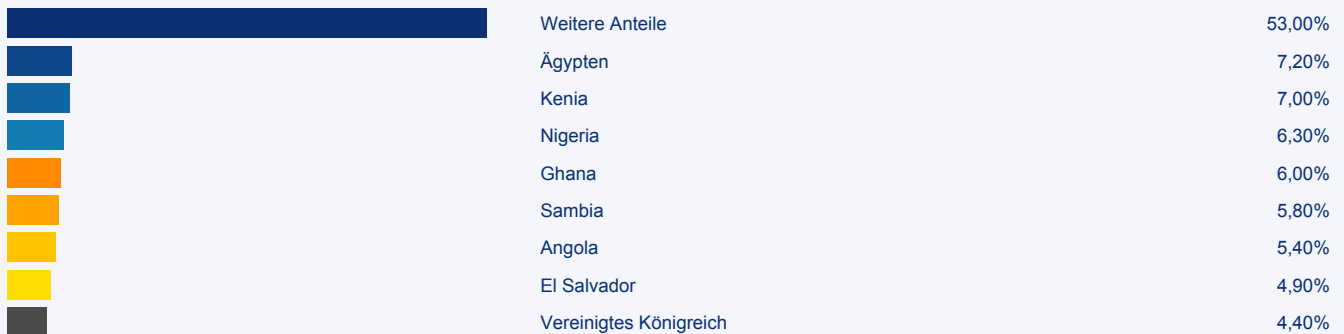 Weitere Anteile 53,00%
Ägypten 7,20%
Kenia 7,00%
Nigeria 6,30%
Ghana 6,00%
Sambia 5,80%
Angola 5,40%
El Salvador 4,90%
Vereinigtes Königreich 4,40%